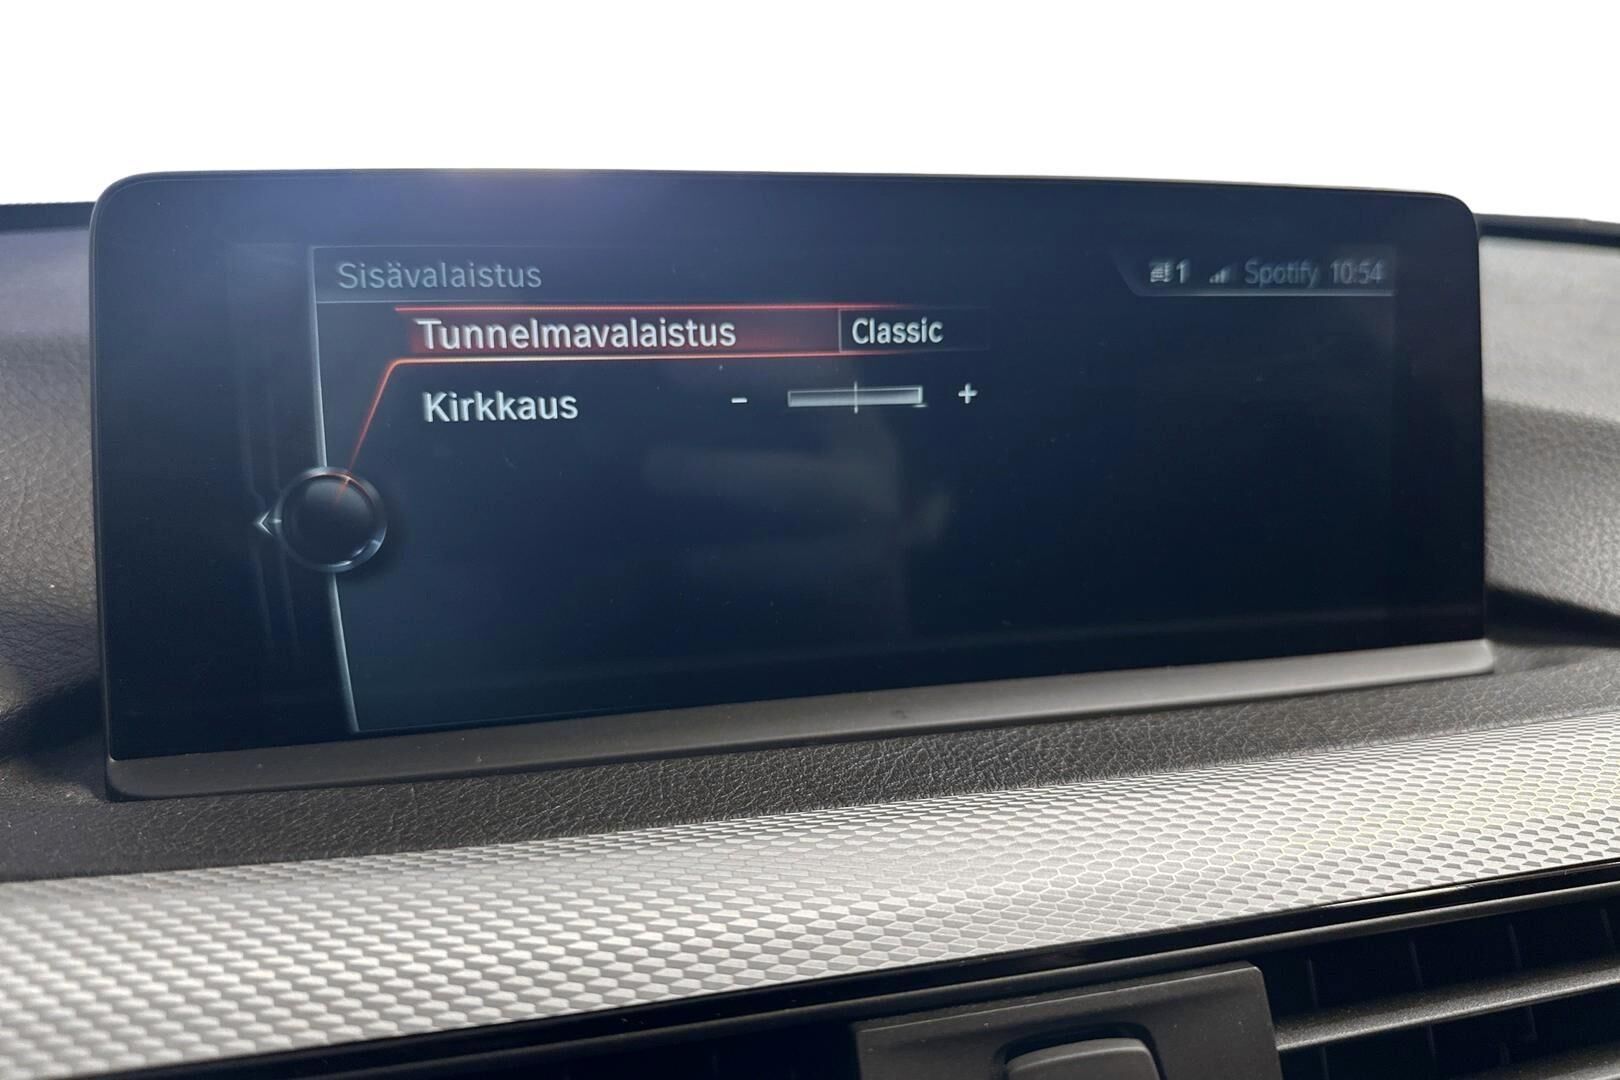 Sisävalaistus
1 Spotify 10:54
Tunnelmavalaistus Classic
Kirkkaus - +